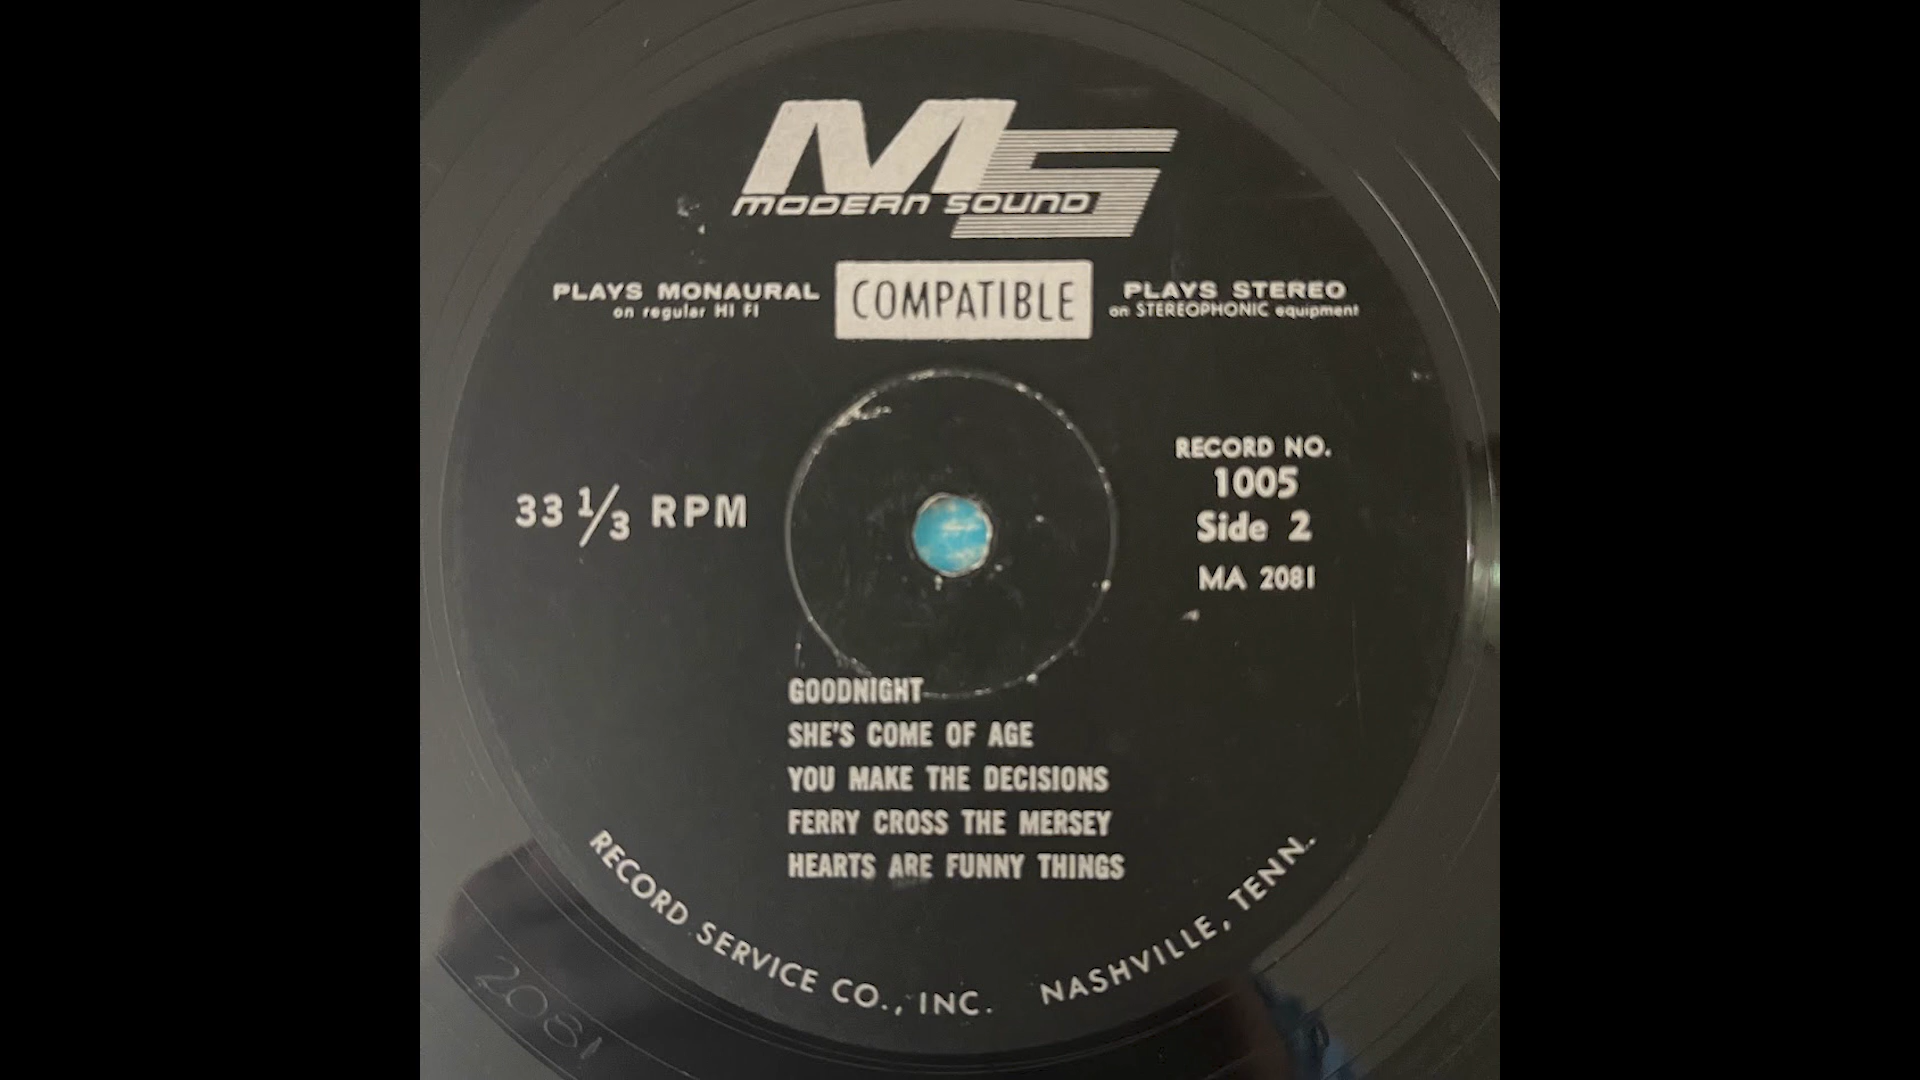 MS
MODERN SOUND
PLAYS MONAURAL
on regular HI FI
COMPATIBLE
PLAYS STEREO
on STEREOPHONIC equipment
33 1/3 RPM
RECORD NO.
1005
Side 2
MA 2081
GOODNIGHT
SHE'S COME OF AGE
YOU MAKE THE DECISIONS
FERRY CROSS THE MERSEY
HEARTS ARE FUNNY THINGS
RECORD SERVICE CO., INC. NASHVILLE, TENN.
2081